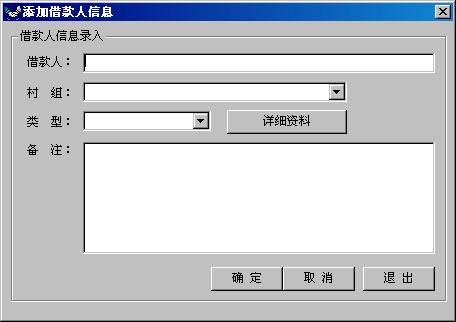 添加借款人信息
借款人信息录入
借款人：
村 组：
类 型： 详细资料
备 注：
确 定 取 消 退 出